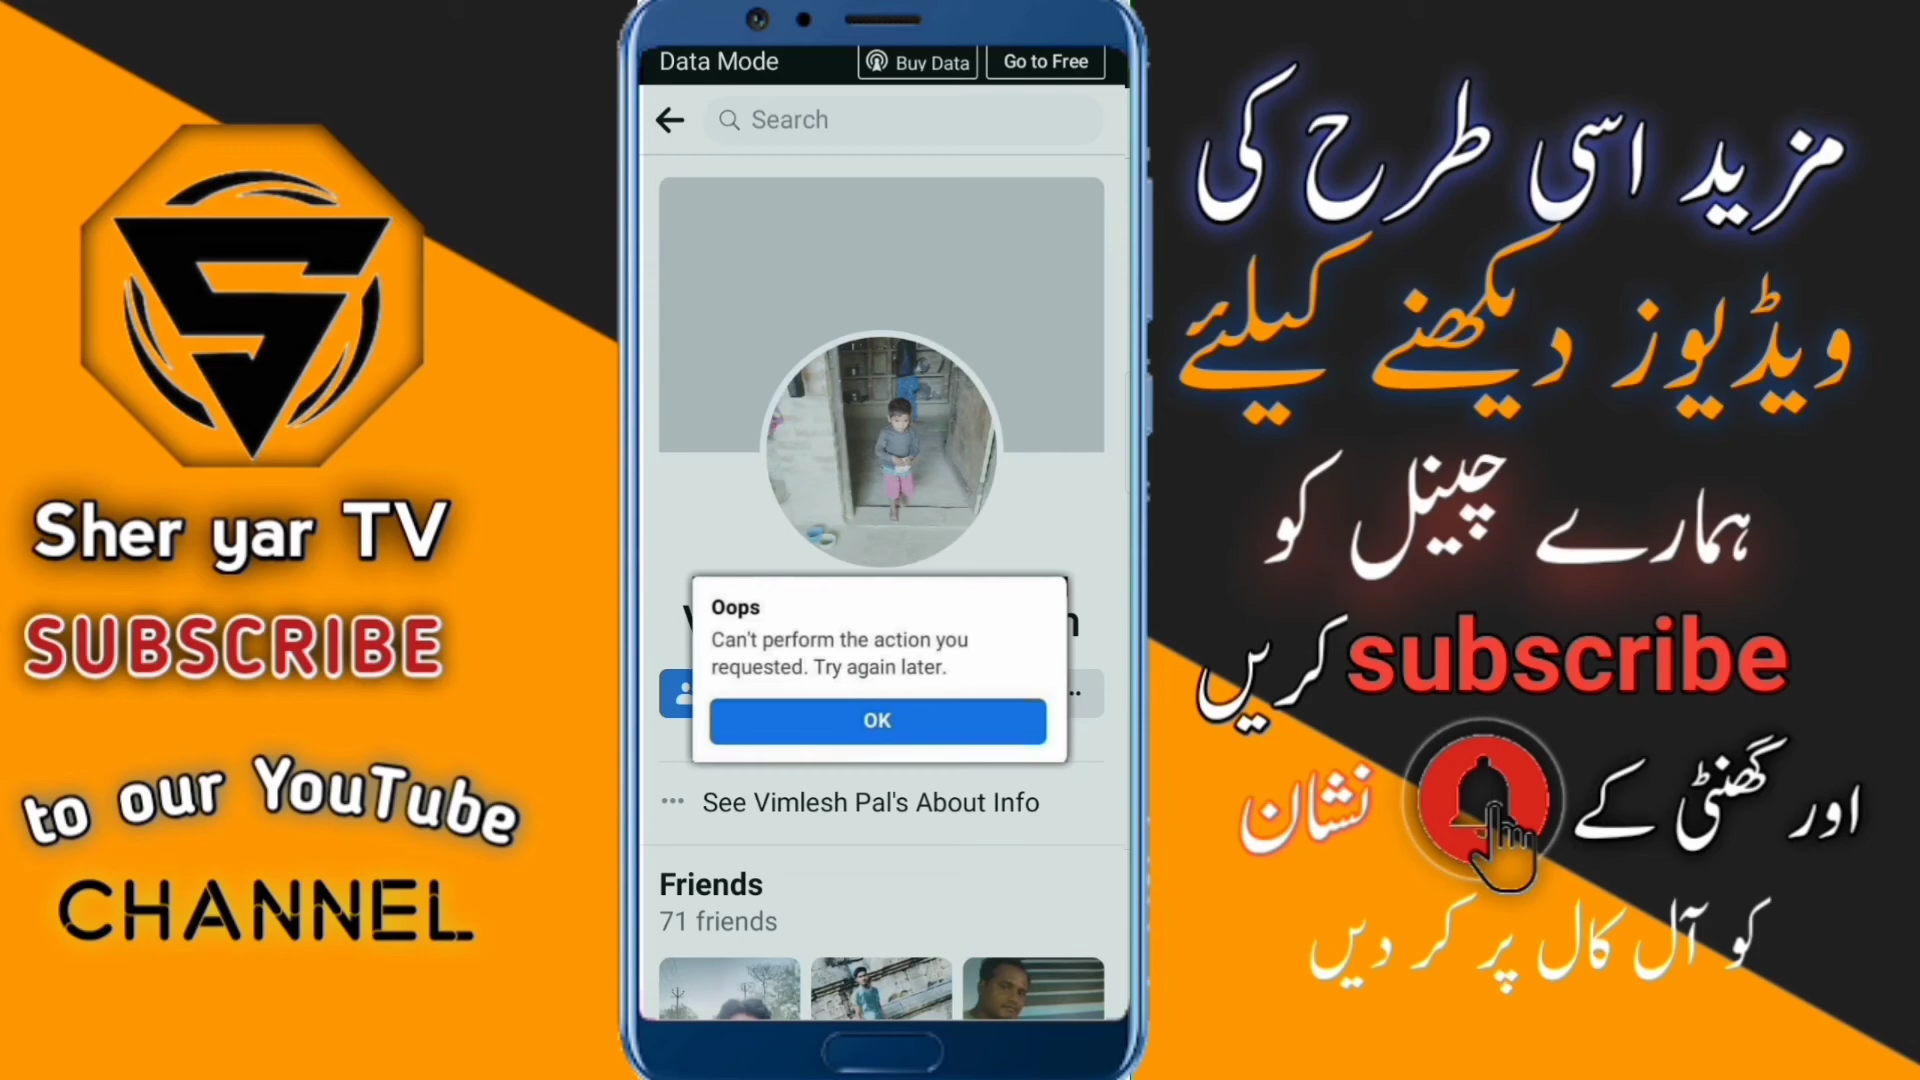 Sher yar TV
SUBSCRIBE
to our YouTube
CHANNEL
Data Mode
Buy Data
Go to Free
Search
Oops
Can't perform the action you
requested. Try again later.
OK
See Vimlesh Pal's About Info
Friends
71 friends
مزید اسی طرح کی
ویڈیوز دیکھنے کیلئے
ہمارے چینل کو
subscribe کریں
اور گھنٹی کے نشان
کو آل کال پر کر دیں